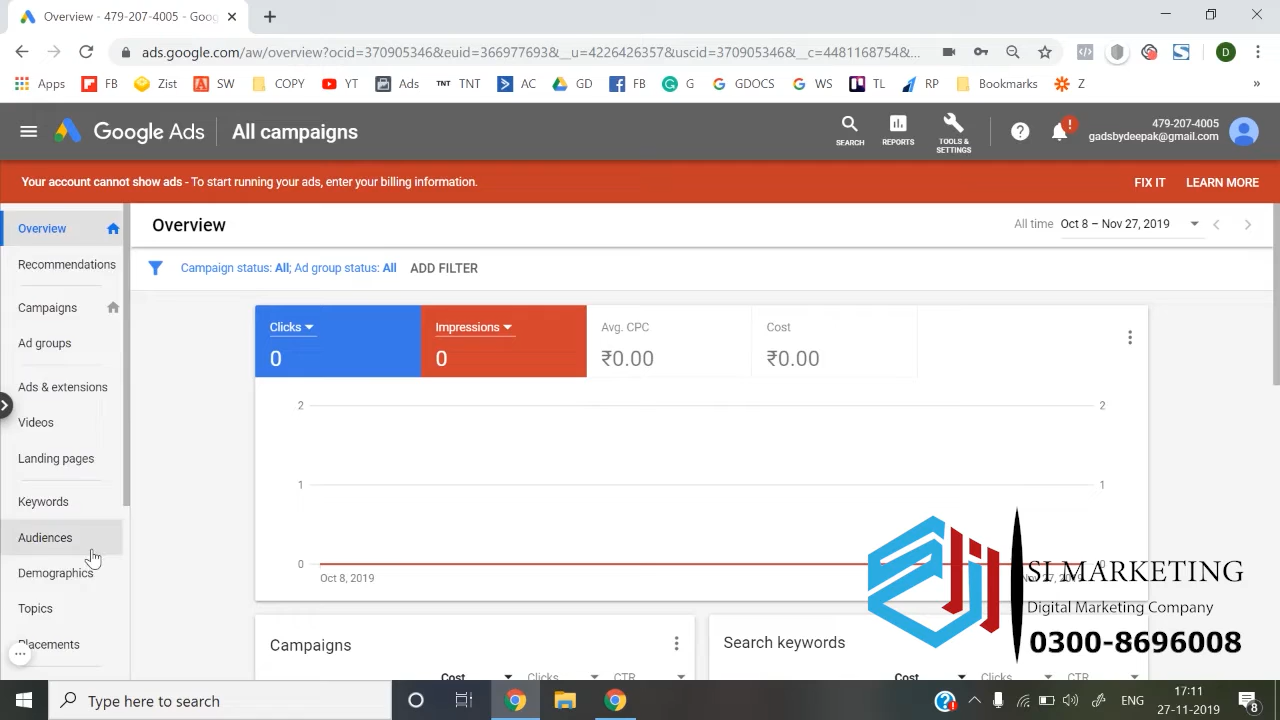 Overview - 479-207-4005 - Goog
ads.google.com/aw/overview?ocid=370905346&euid=366977693&__u=4226426357&uscid=370905346&__c=4481168754&...
D
Apps FB Zist SW COPY YT Ads TNT TNT AC GD FB G GDOCS WS TL RP Bookmarks Z »
Google Ads All campaigns
SEARCH
REPORTS
TOOLS &
SETTINGS
479-207-4005
gadsbydeepak@gmail.com
Your account cannot show ads - To start running your ads, enter your billing information.
FIX IT LEARN MORE
Overview
Recommendations
Campaigns
Ad groups
Ads & extensions
Videos
Landing pages
Keywords
Audiences
Demographics
Topics
Placements
Overview
All time Oct 8 – Nov 27, 2019
Campaign status: All; Ad group status: All ADD FILTER
Clicks Impressions Avg. CPC Cost
0 0 ₹0.00 ₹0.00
2 2
1 1
0
Oct 8, 2019
Campaigns
Cost Clicks CTR
Search keywords
Cost Clicks CTR
SJ MARKETING
Digital Marketing Company
0300-8696008
Type here to search
ENG
17:11
27-11-2019
8